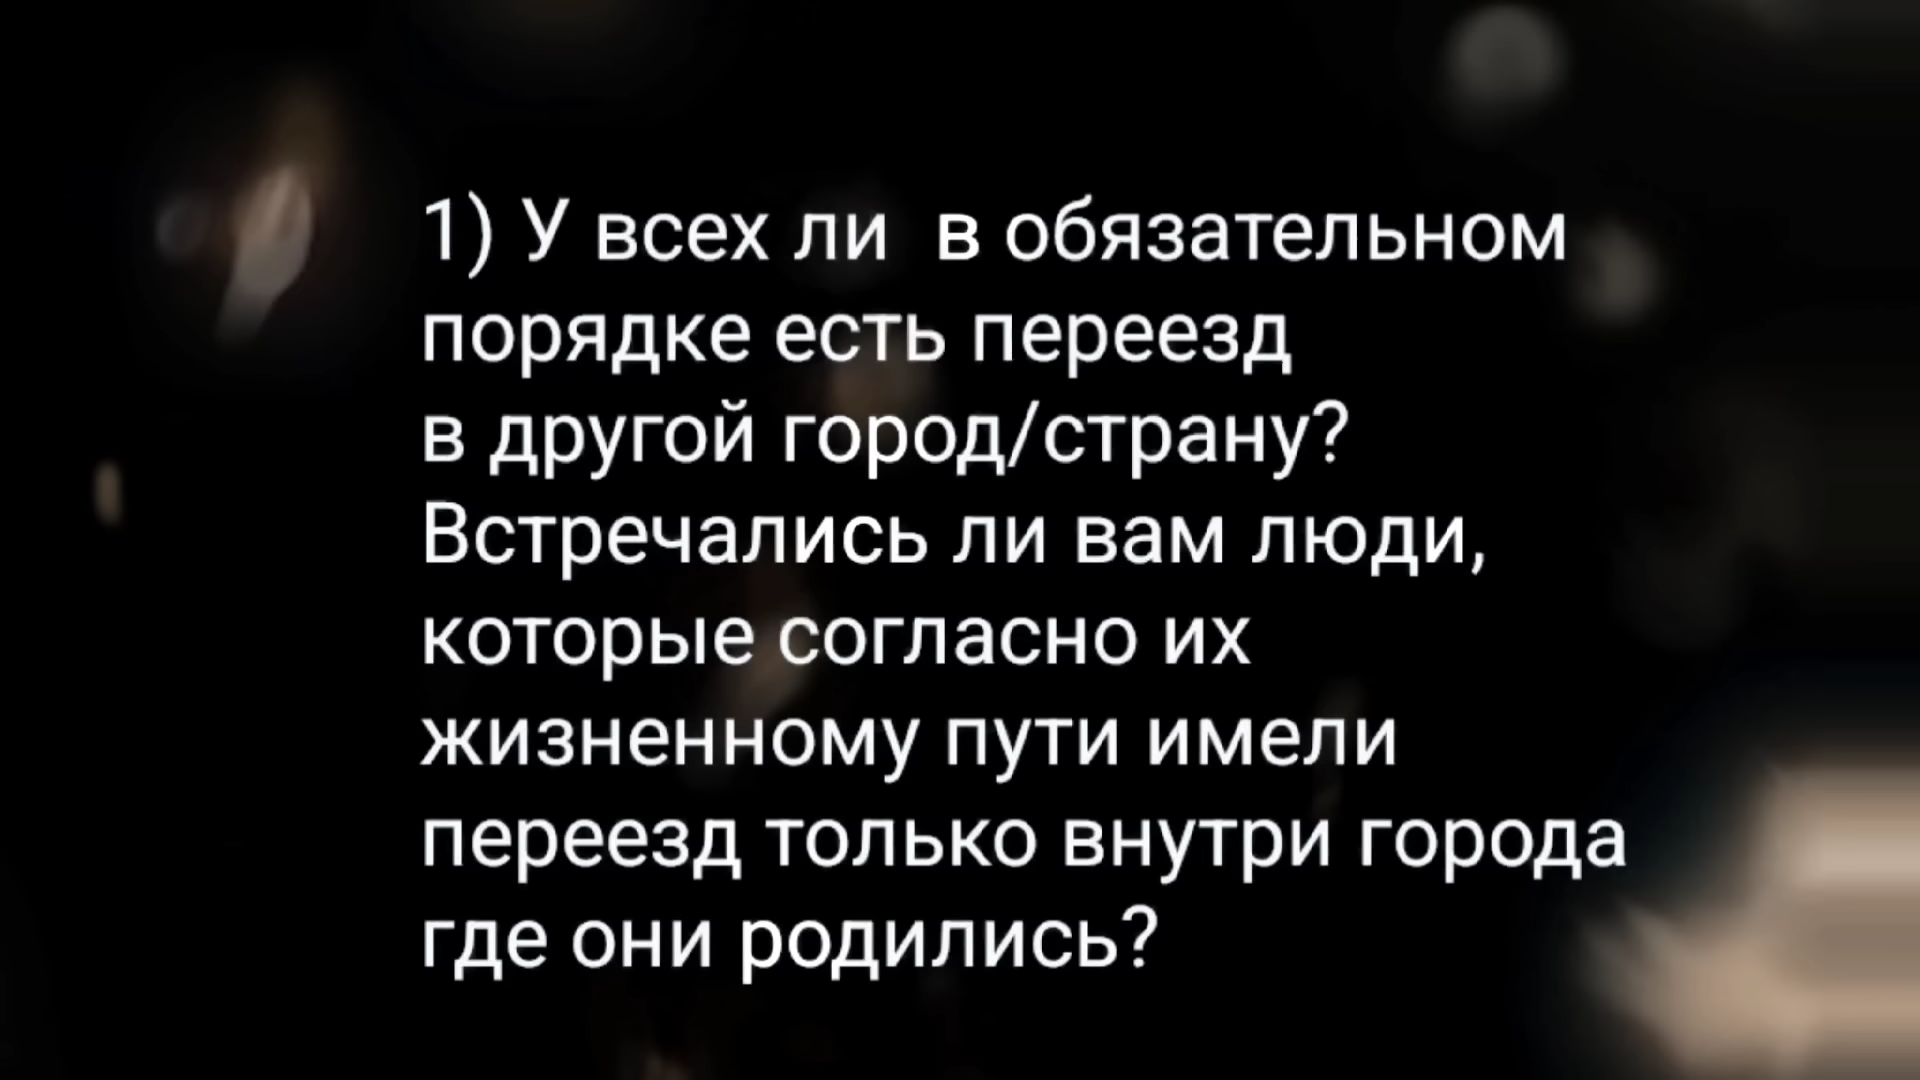 1) У всех ли  в обязательном
порядке есть переезд
в другой город/страну?
Встречались ли вам люди,
которые согласно их
жизненному пути имели
переезд только внутри города
где они родились?